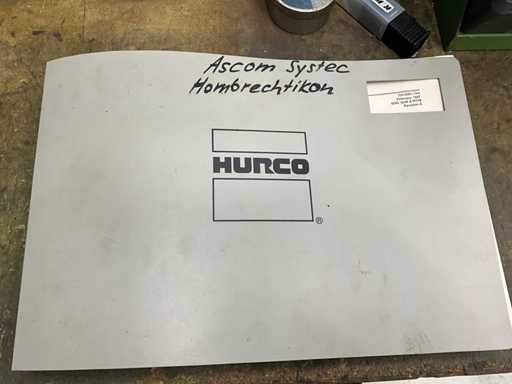 Ascom Systec
Hombrechtikon
HURCO
®